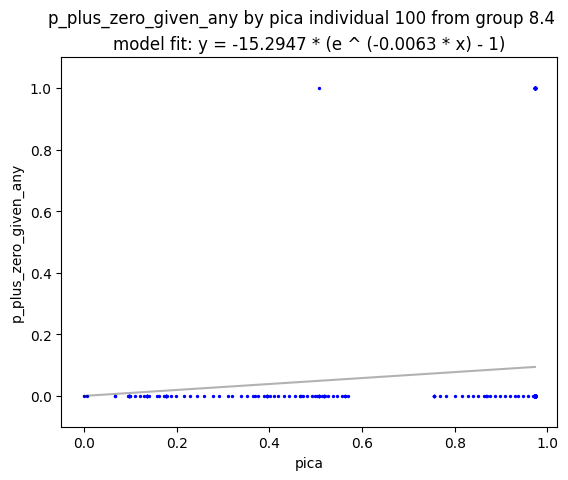 p_plus_zero_given_any by pica individual 100 from group 8.4
model fit: y = -15.2947 * (e ^ (-0.0063 * x) - 1)
p_plus_zero_given_any
1.0
0.8
0.6
0.4
0.2
0.0
0.0 0.2 0.4 0.6 0.8 1.0
pica